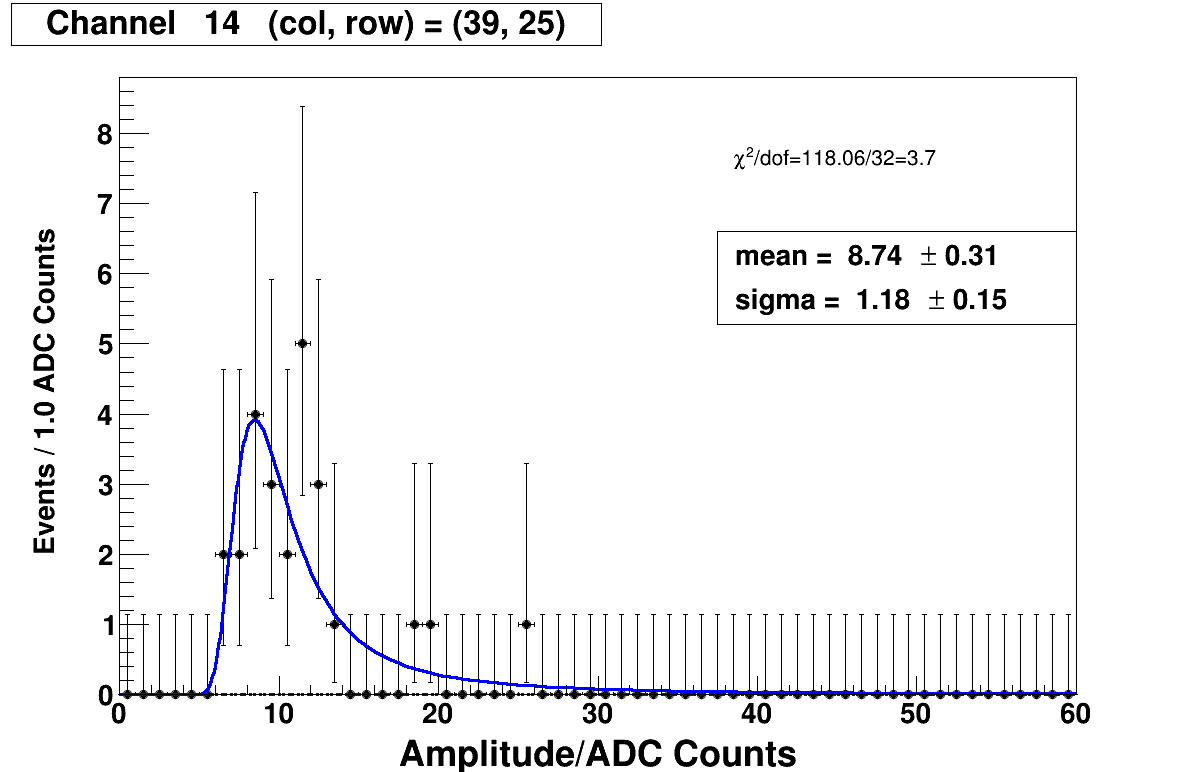 Channel 14 (col, row) = (39, 25)
χ²/dof=118.06/32=3.7
mean = 8.74 ± 0.31
sigma = 1.18 ± 0.15
Events / 1.0 ADC Counts
8
7
6
5
4
3
2
1
0
0 10 20 30 40 50 60
Amplitude/ADC Counts